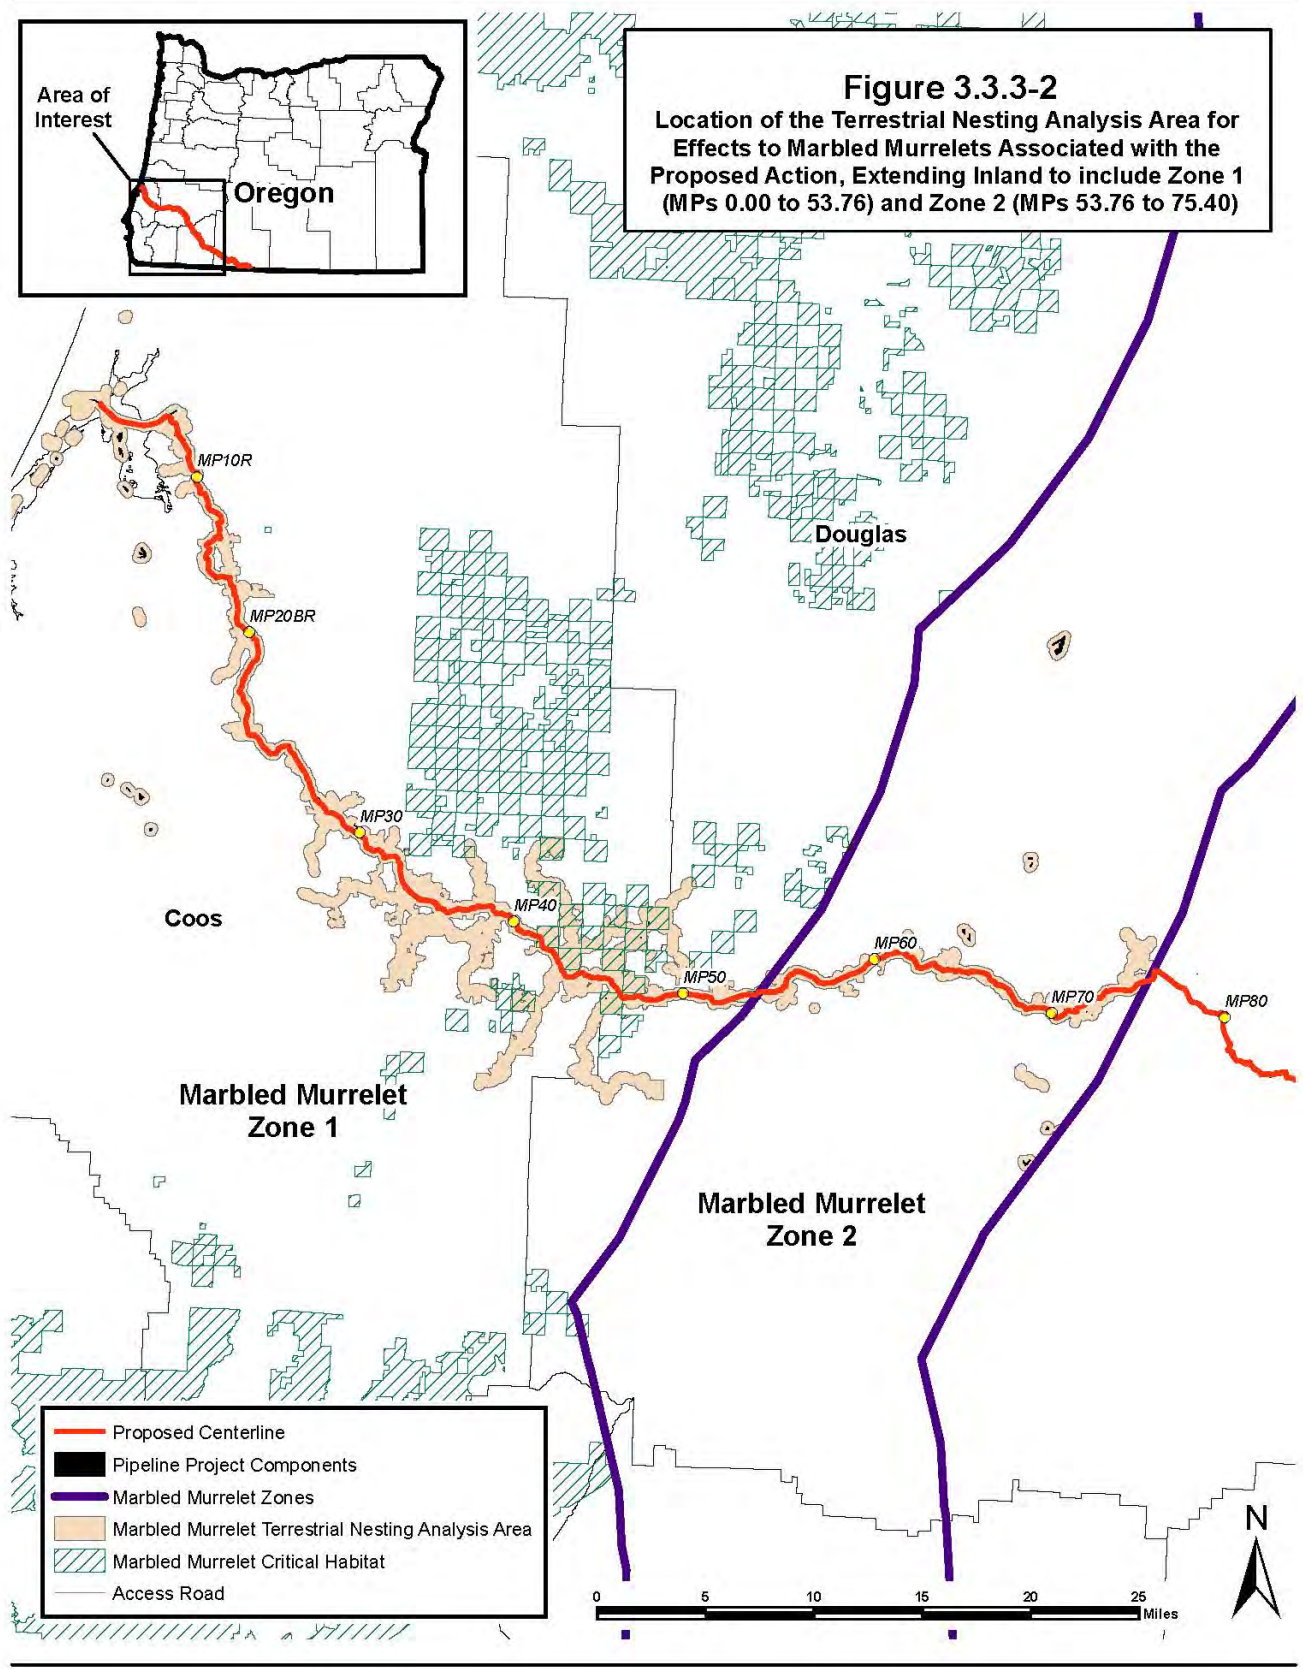 Area of
Interest
Oregon
Figure 3.3.3-2
Location of the Terrestrial Nesting Analysis Area for
Effects to Marbled Murrelets Associated with the
Proposed Action, Extending Inland to include Zone 1
(MPs 0.00 to 53.76) and Zone 2 (MPs 53.76 to 75.40)
MP10R
Douglas
MP20BR
MP30
MP40
Coos
MP60
MP50
MP70
MP80
Marbled Murrelet
Zone 1
Marbled Murrelet
Zone 2
Proposed Centerline
Pipeline Project Components
Marbled Murrelet Zones
Marbled Murrelet Terrestrial Nesting Analysis Area
Marbled Murrelet Critical Habitat
Access Road
N
0 5 10 15 20 25
Miles